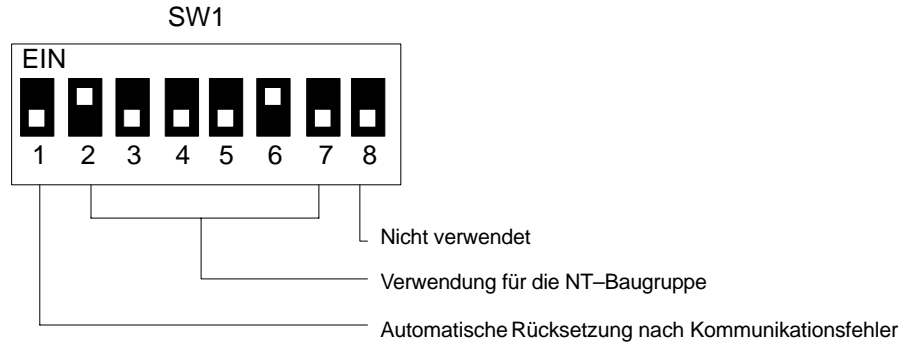 SW1
EIN
1 2 3 4 5 6 7 8
Nicht verwendet
Verwendung für die NT–Baugruppe
Automatische Rücksetzung nach Kommunikationsfehler